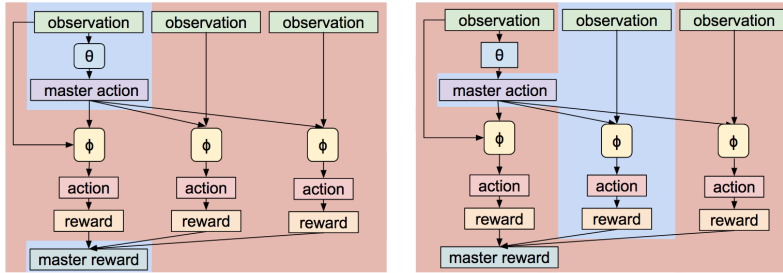 observation observation observation
θ
master action
ϕ ϕ ϕ
action action action
reward reward reward
master reward
observation observation observation
θ
master action
ϕ ϕ ϕ
action action action
reward reward reward
master reward